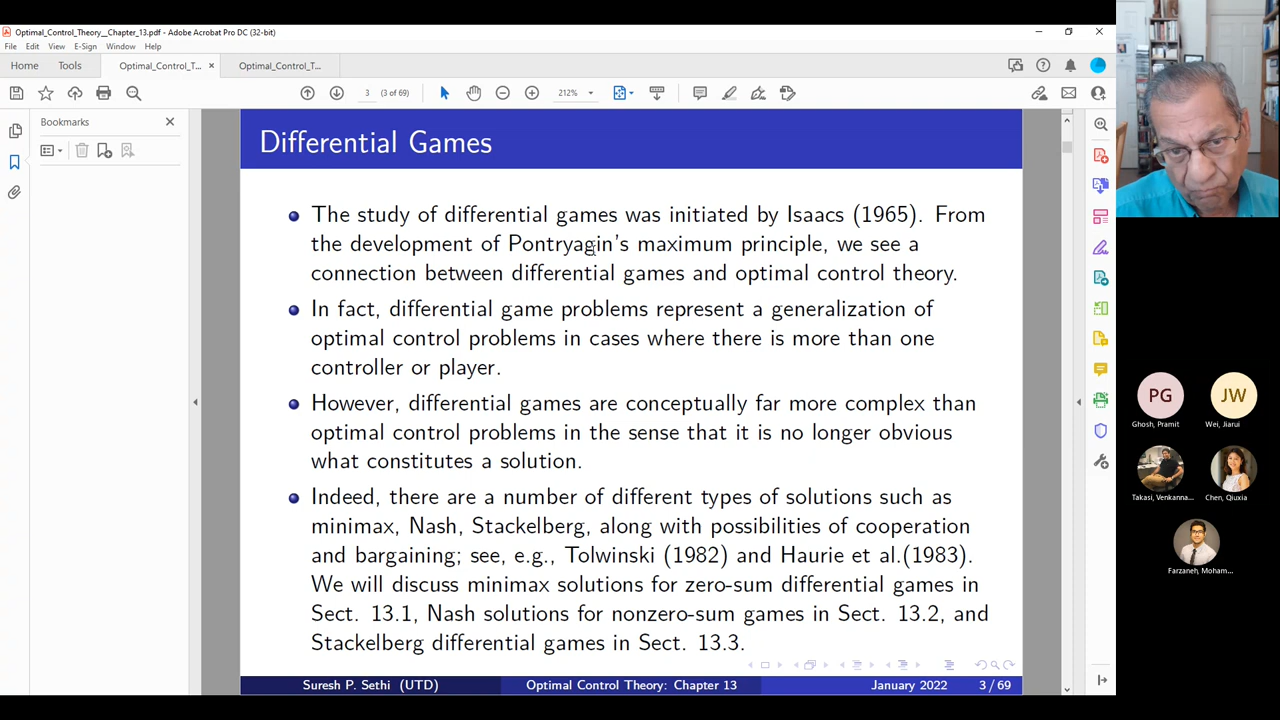 Optimal_Control_Theory__Chapter_13.pdf - Adobe Acrobat Pro DC (32-bit)
File Edit View E-Sign Window Help
Home Tools Optimal_Control_T... × Optimal_Control_T...
3 (3 of 69) 212%
Bookmarks
Differential Games
The study of differential games was initiated by Isaacs (1965). From
the development of Pontryagin's maximum principle, we see a
connection between differential games and optimal control theory.
In fact, differential game problems represent a generalization of
optimal control problems in cases where there is more than one
controller or player.
However, differential games are conceptually far more complex than
optimal control problems in the sense that it is no longer obvious
what constitutes a solution.
Indeed, there are a number of different types of solutions such as
minimax, Nash, Stackelberg, along with possibilities of cooperation
and bargaining; see, e.g., Tolwinski (1982) and Haurie et al.(1983).
We will discuss minimax solutions for zero-sum differential games in
Sect. 13.1, Nash solutions for nonzero-sum games in Sect. 13.2, and
Stackelberg differential games in Sect. 13.3.
Suresh P. Sethi (UTD) Optimal Control Theory: Chapter 13 January 2022 3 / 69
PG JW
Ghosh, Pramit Wei, Jiarui
Takasi, Venkanna... Chen, Qiuxia
Farzaneh, Moham...